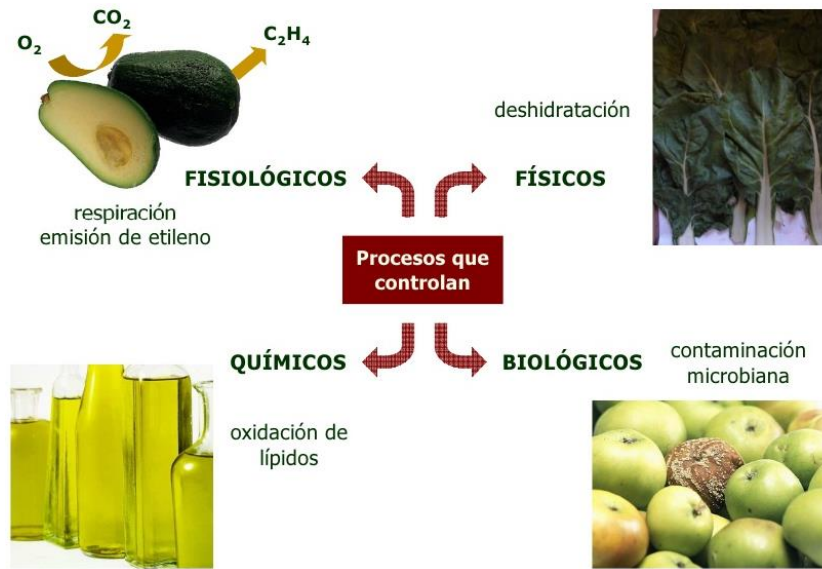 CO₂
O₂
C₂H₄
FISIOLÓGICOS
respiración
emisión de etileno
deshidratación
FÍSICOS
Procesos que
controlan
QUÍMICOS
oxidación de
lípidos
BIOLÓGICOS
contaminación
microbiana